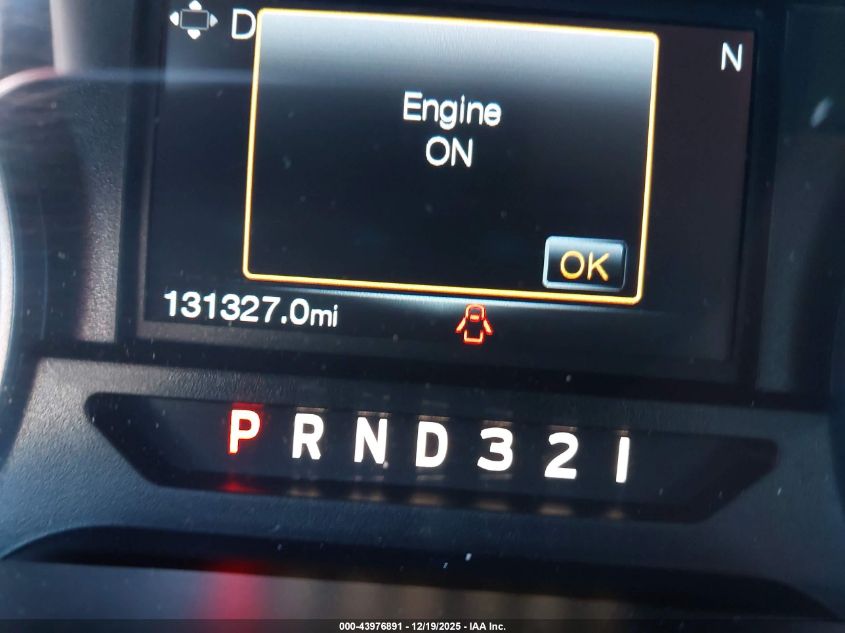 D
N
Engine
ON
OK
131327.0mi
P R N D 3 2 1
000-43976891 - 12/19/2025 - IAA Inc.